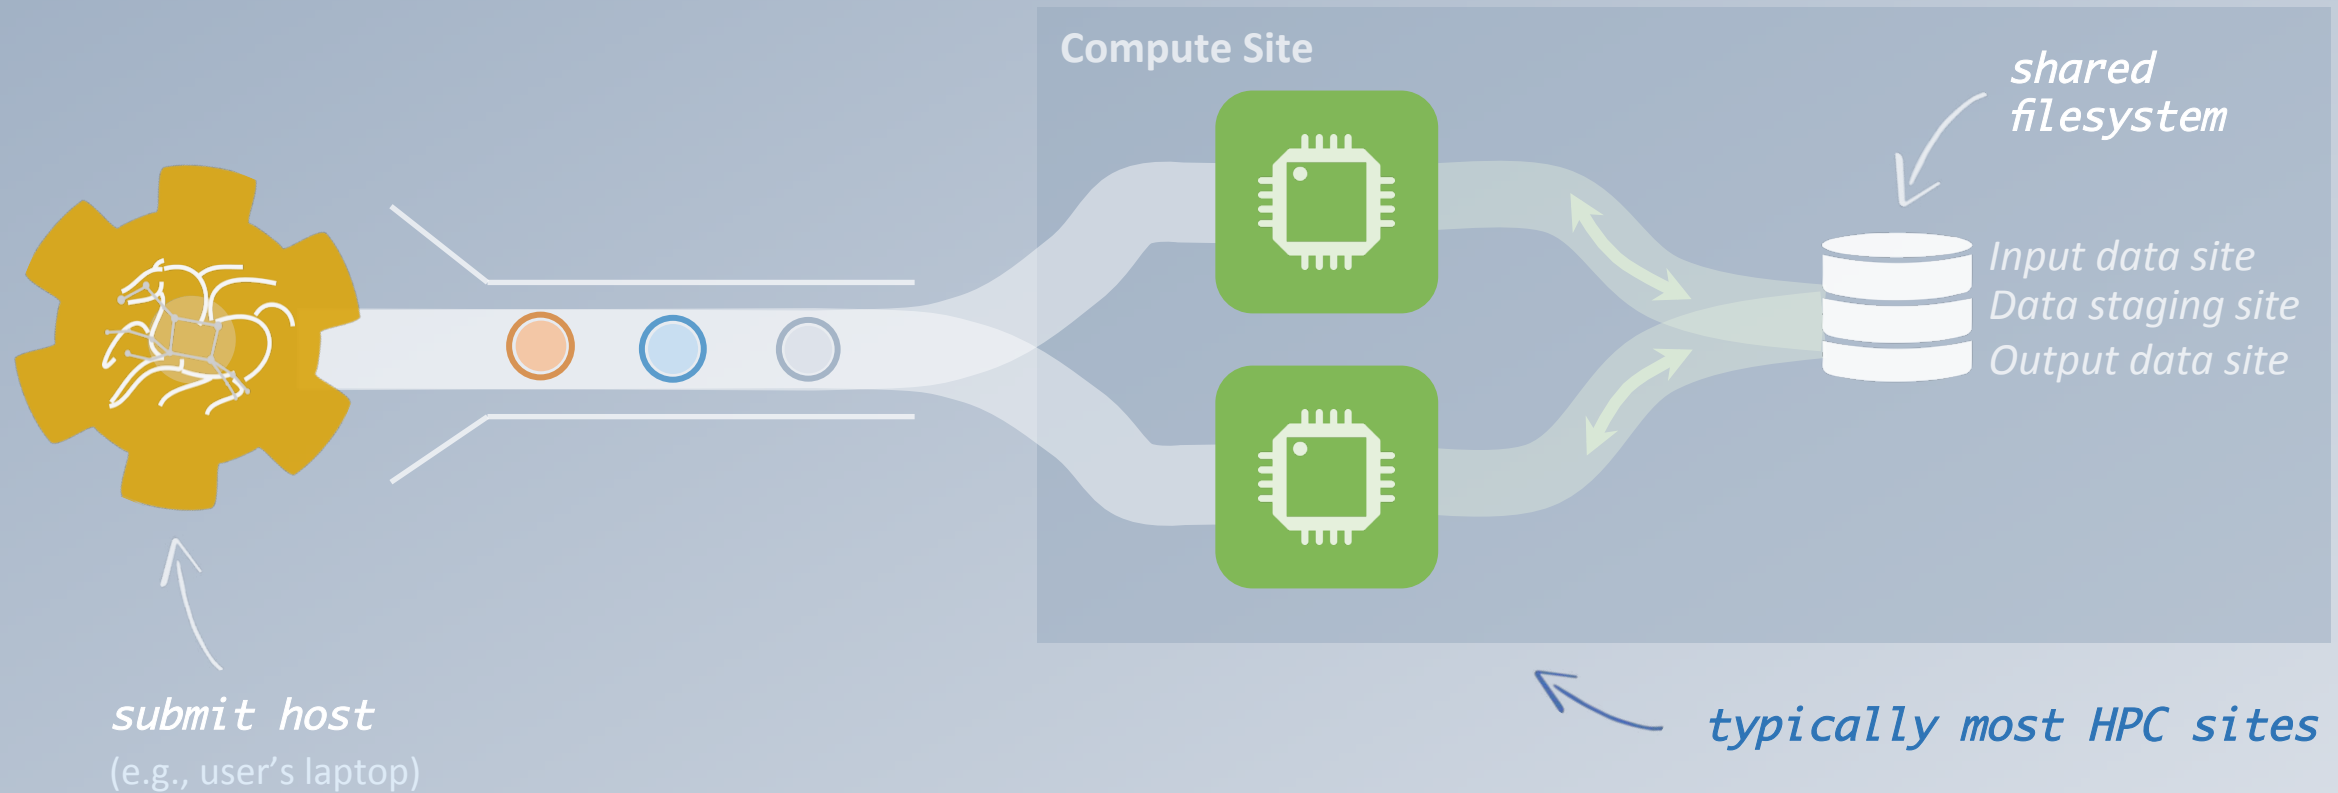 Compute Site
shared
filesystem
Input data site
Data staging site
Output data site
submit host
(e.g., user’s laptop)
typically most HPC sites